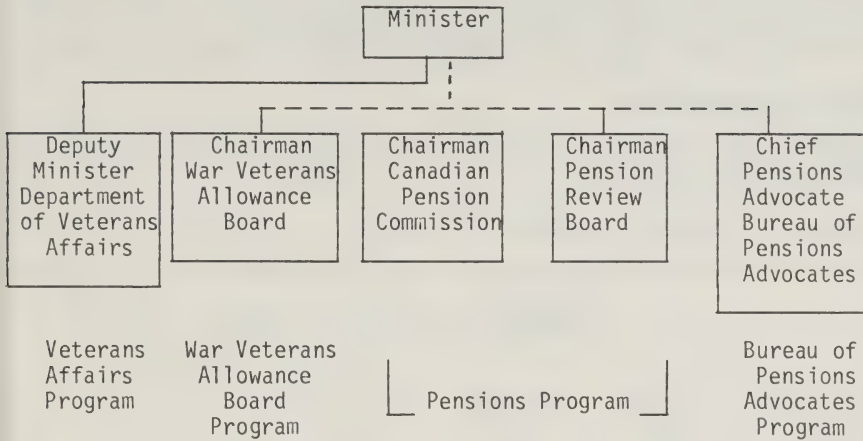 Minister
Deputy
Minister
Department
of Veterans
Affairs
Chairman
War Veterans
Allowance
Board
Chairman
Canadian
Pension
Commission
Chairman
Pension
Review
Board
Chief
Pensions
Advocate
Bureau of
Pensions
Advocates
Veterans
Affairs
Program
War Veterans
Allowance
Board
Program
Pensions Program
Bureau of
Pensions
Advocates
Program